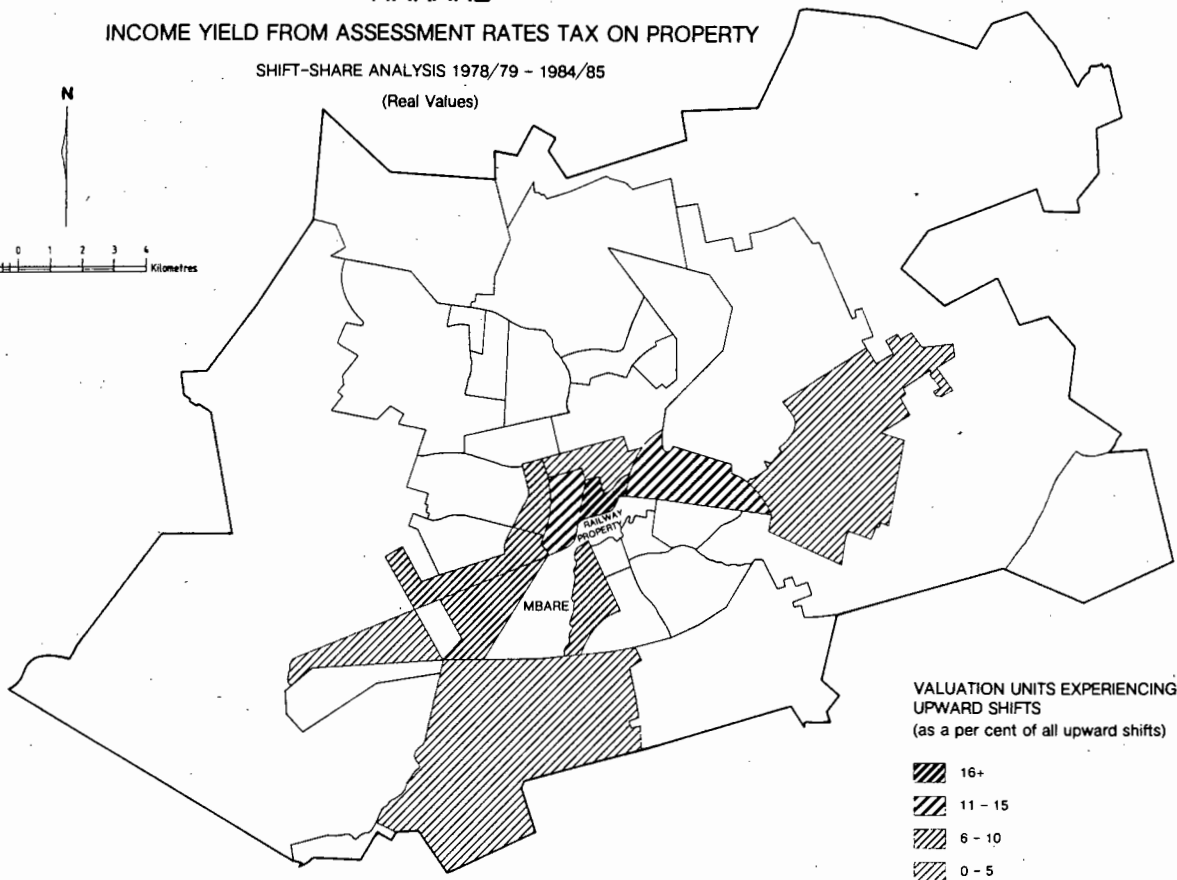 INCOME YIELD FROM ASSESSMENT RATES TAX ON PROPERTY
SHIFT-SHARE ANALYSIS 1978/79 - 1984/85
(Real Values)
N
0 1 2 3 4
Kilometres
RAILWAY
PROPERTY
MBARE
VALUATION UNITS EXPERIENCING
UPWARD SHIFTS
(as a per cent of all upward shifts)
16+
11 - 15
6 - 10
0 - 5